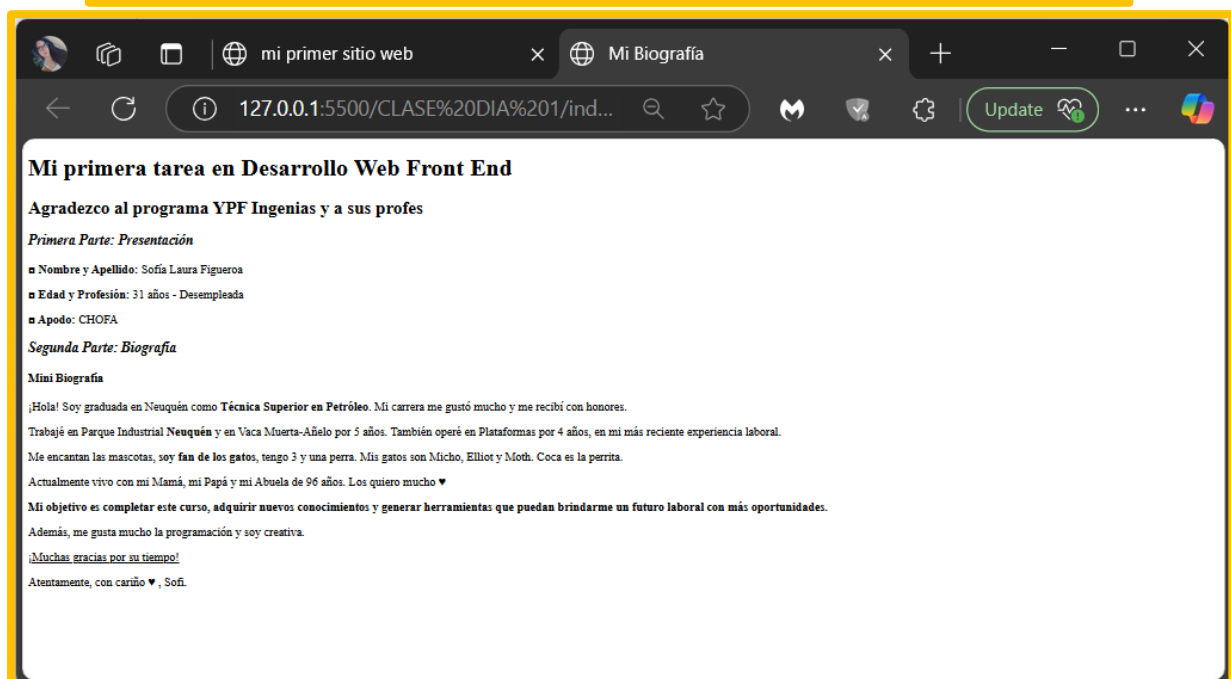 mi primer sitio web
Mi Biografía
127.0.0.1:5500/CLASE%20DIA%201/ind...
Update
Mi primera tarea en Desarrollo Web Front End
Agradezco al programa YPF Ingenias y a sus profes
Primera Parte: Presentación
¤ Nombre y Apellido: Sofía Laura Figueroa
¤ Edad y Profesión: 31 años - Desempleada
¤ Apodo: CHOFA
Segunda Parte: Biografía
Mini Biografía
¡Hola! Soy graduada en Neuquén como Técnica Superior en Petróleo. Mi carrera me gustó mucho y me recibí con honores.
Trabajé en Parque Industrial Neuquén y en Vaca Muerta-Añelo por 5 años. También operé en Plataformas por 4 años, en mi más reciente experiencia laboral.
Me encantan las mascotas, soy fan de los gatos, tengo 3 y una perra. Mis gatos son Micho, Elliot y Moth. Coca es la perrita.
Actualmente vivo con mi Mamá, mi Papá y mi Abuela de 96 años. Los quiero mucho ♥
Mi objetivo es completar este curso, adquirir nuevos conocimientos y generar herramientas que puedan brindarme un futuro laboral con más oportunidades.
Además, me gusta mucho la programación y soy creativa.
¡Muchas gracias por su tiempo!
Atentamente, con cariño ♥ , Sofi.